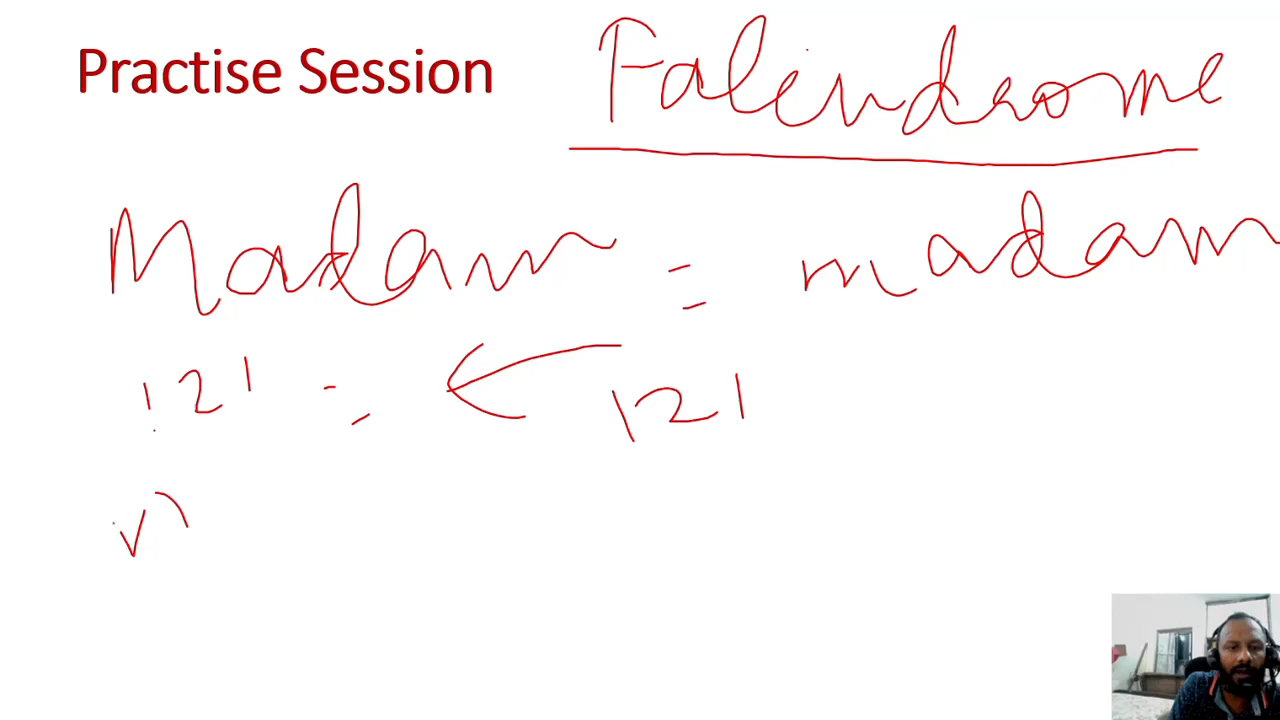 Practise Session
Palindrome
Madam = madam
121 = 121